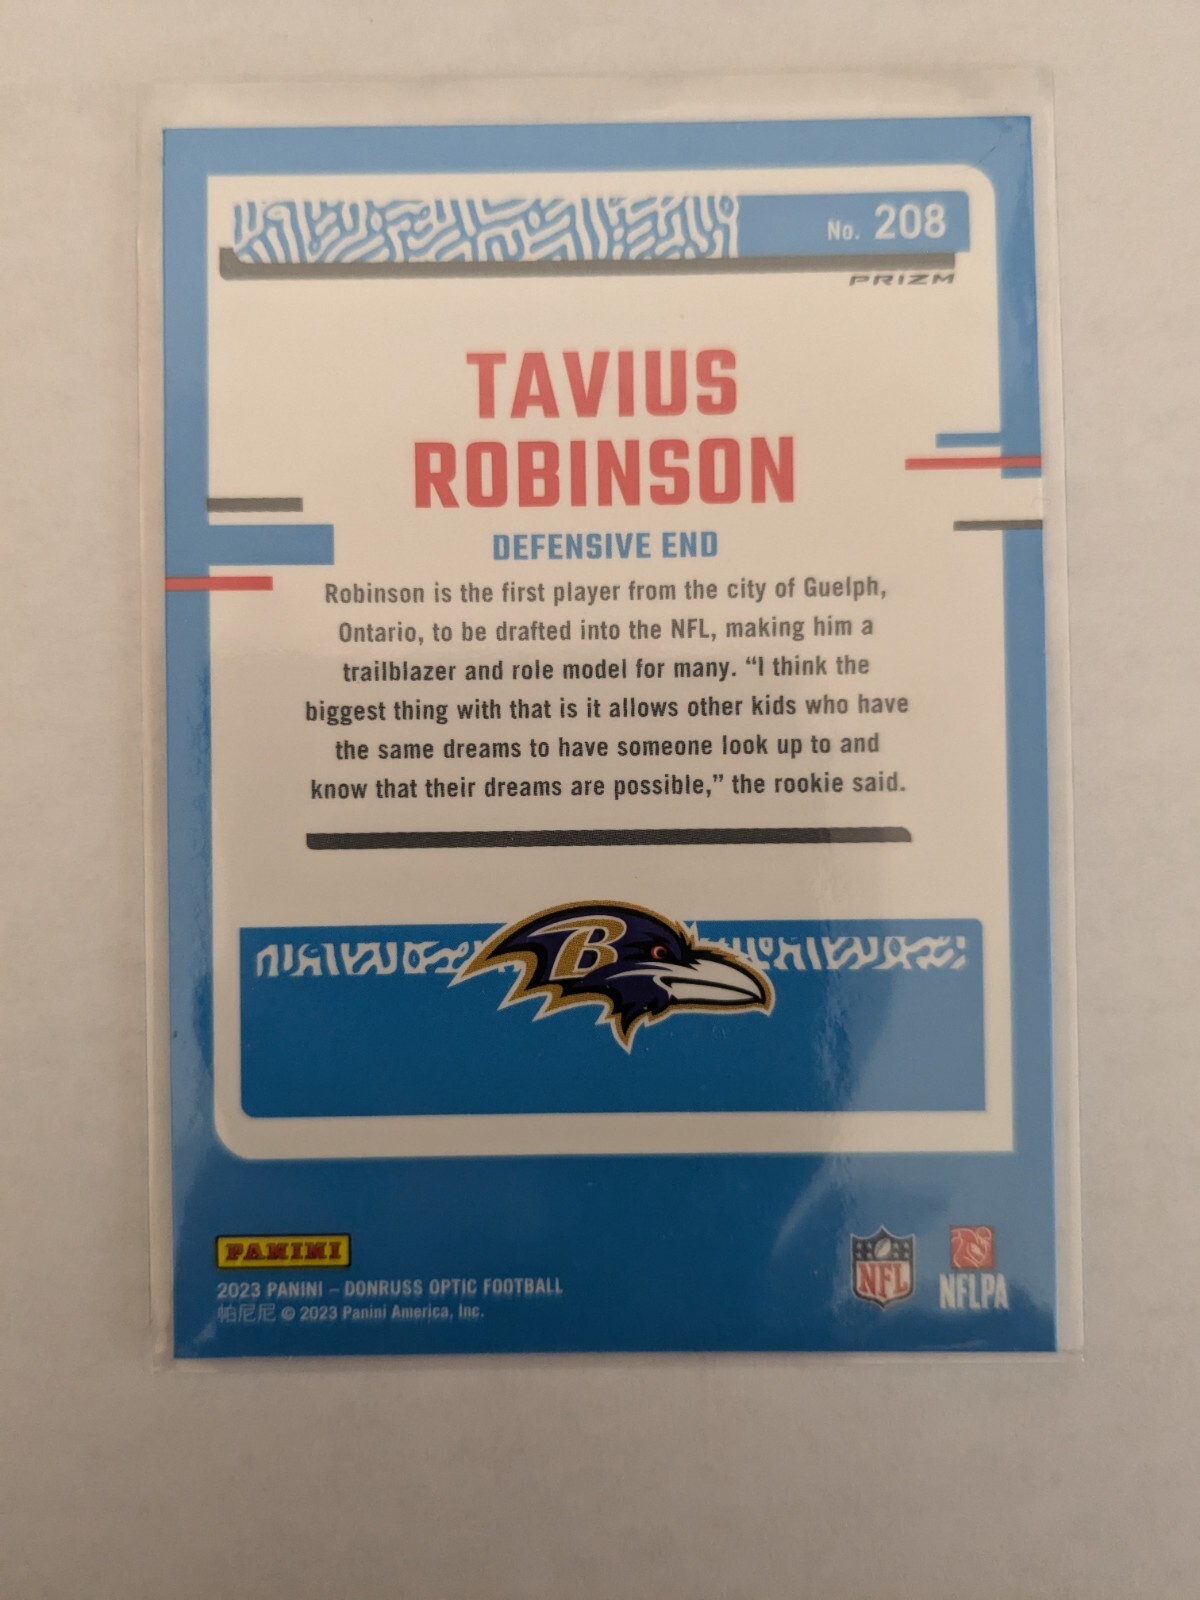 No. 208
PRIZM
TAVIUS
ROBINSON
DEFENSIVE END
Robinson is the first player from the city of Guelph,
Ontario, to be drafted into the NFL, making him a
trailblazer and role model for many. “I think the
biggest thing with that is it allows other kids who have
the same dreams to have someone look up to and
know that their dreams are possible,” the rookie said.
B
PANINI
2023 PANINI – DONRUSS OPTIC FOOTBALL
帕尼尼 © 2023 Panini America, Inc.
NFL
NFLPA